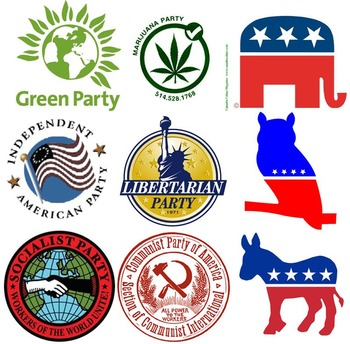 Green Party
MARIJUANA PARTY
514.528.1768
INDEPENDENT
AMERICAN PARTY
LIBERTARIAN
PARTY
1971
SOCIALIST PARTY
WORKERS OF THE WORLD UNITE!
Communist Party of America
Section of Communist International
ALL POWER
TO THE
WORKERS